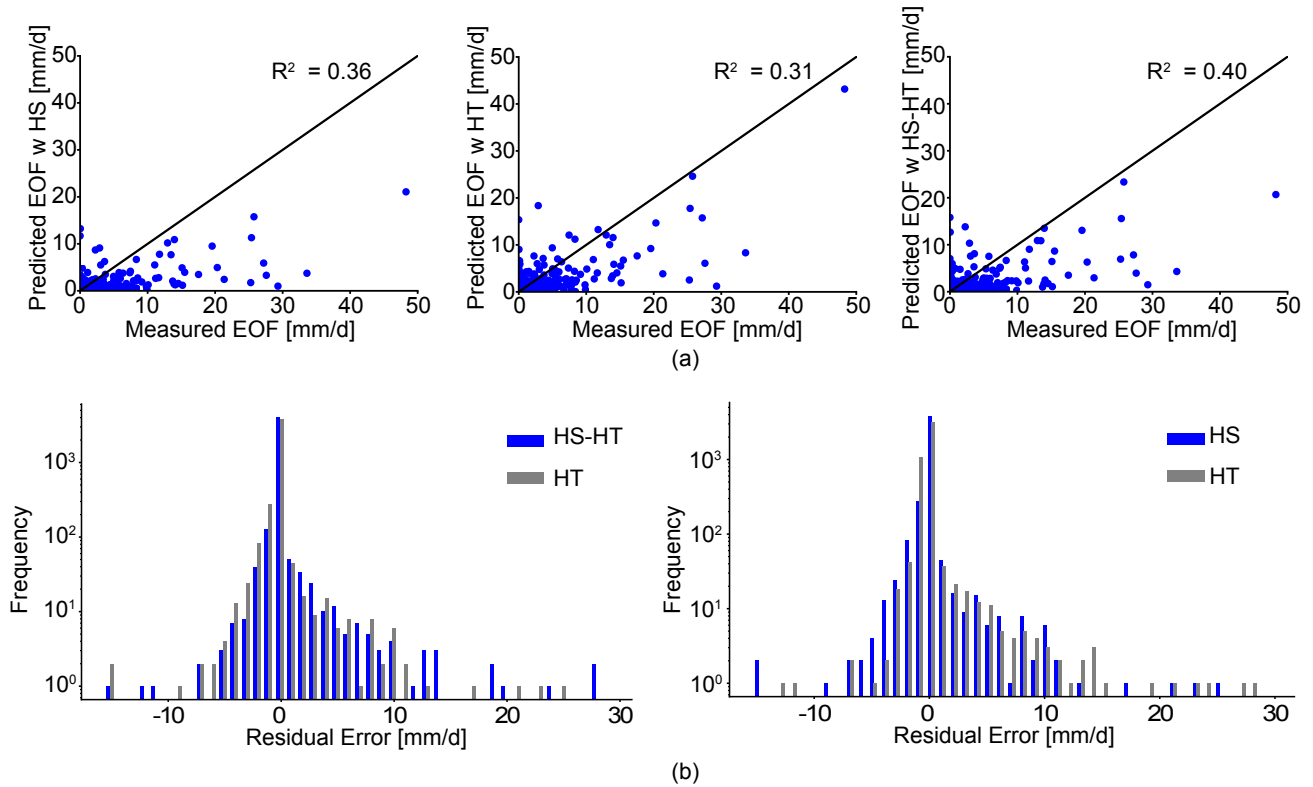 Predicted EOF w HS [mm/d]
50
40
30
20
10
0
R² = 0.36
0 10 20 30 40 50
Measured EOF [mm/d]
Predicted EOF w HT [mm/d]
50
40
30
20
10
0
R² = 0.31
0 10 20 30 40 50
Measured EOF [mm/d]
Predicted EOF w HS-HT [mm/d]
50
40
30
20
10
0
R² = 0.40
0 10 20 30 40 50
Measured EOF [mm/d]
(a)
Frequency
10³
10²
10¹
10⁰
HS-HT
HT
-10 0 10 20 30
Residual Error [mm/d]
Frequency
10³
10²
10¹
10⁰
HS
HT
-10 0 10 20 30
Residual Error [mm/d]
(b)